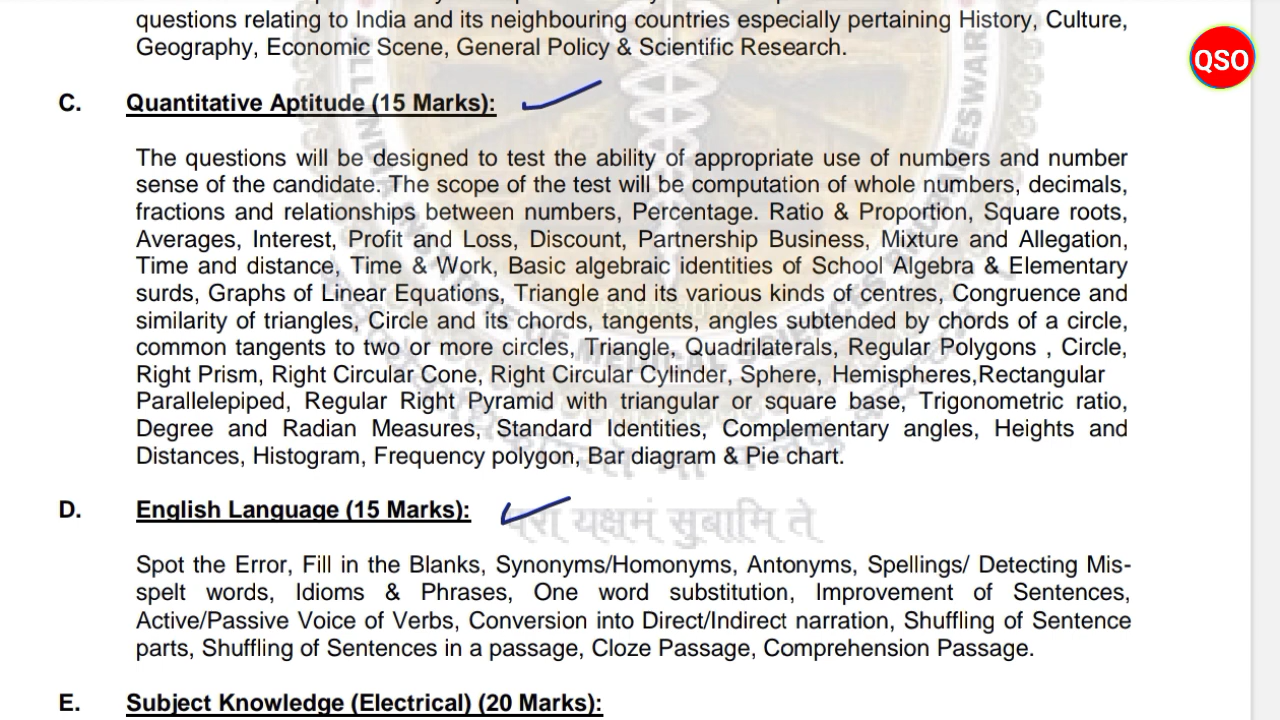 questions relating to India and its neighbouring countries especially pertaining History, Culture,
Geography, Economic Scene, General Policy & Scientific Research.
QSO
C. Quantitative Aptitude (15 Marks):
The questions will be designed to test the ability of appropriate use of numbers and number
sense of the candidate. The scope of the test will be computation of whole numbers, decimals,
fractions and relationships between numbers, Percentage. Ratio & Proportion, Square roots,
Averages, Interest, Profit and Loss, Discount, Partnership Business, Mixture and Allegation,
Time and distance, Time & Work, Basic algebraic identities of School Algebra & Elementary
surds, Graphs of Linear Equations, Triangle and its various kinds of centres, Congruence and
similarity of triangles, Circle and its chords, tangents, angles subtended by chords of a circle,
common tangents to two or more circles, Triangle, Quadrilaterals, Regular Polygons , Circle,
Right Prism, Right Circular Cone, Right Circular Cylinder, Sphere, Hemispheres,Rectangular
Parallelepiped, Regular Right Pyramid with triangular or square base, Trigonometric ratio,
Degree and Radian Measures, Standard Identities, Complementary angles, Heights and
Distances, Histogram, Frequency polygon, Bar diagram & Pie chart.
D. English Language (15 Marks):
यक्षमं सुबामि ते
Spot the Error, Fill in the Blanks, Synonyms/Homonyms, Antonyms, Spellings/ Detecting Mis-
spelt words, Idioms & Phrases, One word substitution, Improvement of Sentences,
Active/Passive Voice of Verbs, Conversion into Direct/Indirect narration, Shuffling of Sentence
parts, Shuffling of Sentences in a passage, Cloze Passage, Comprehension Passage.
E. Subject Knowledge (Electrical) (20 Marks):